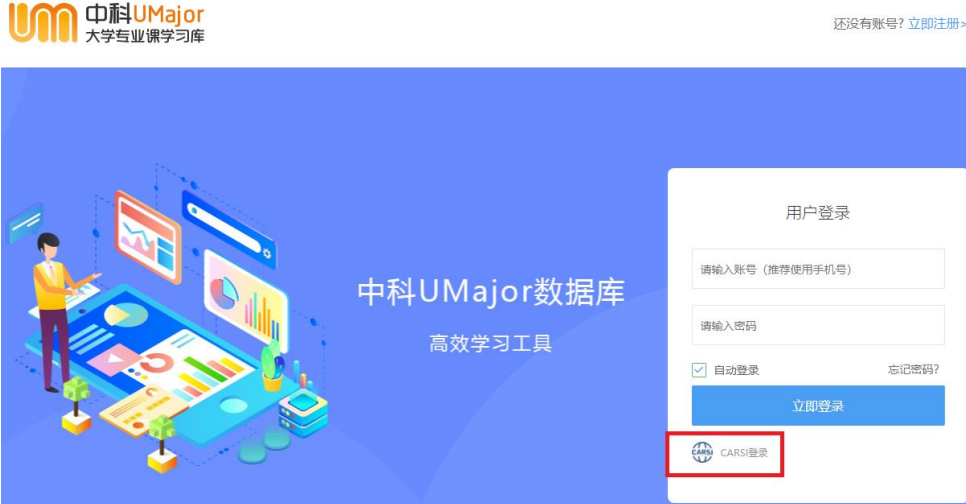 中科UMajor
大学专业课学习库
还没有账号? 立即注册>
用户登录
请输入账号（推荐使用手机号）
中科UMajor数据库
请输入密码
高效学习工具
自动登录 忘记密码?
立即登录
CARSI CARSI登录